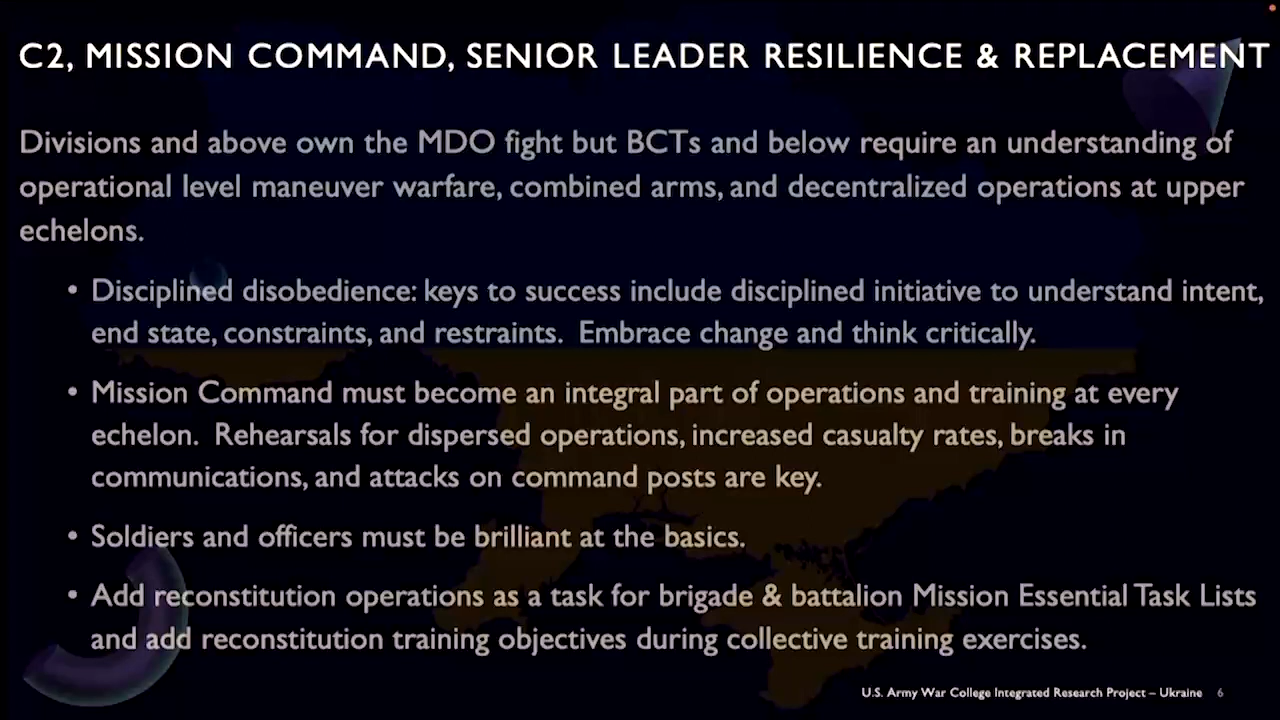 C2, MISSION COMMAND, SENIOR LEADER RESILIENCE & REPLACEMENT
Divisions and above own the MDO fight but BCTs and below require an understanding of
operational level maneuver warfare, combined arms, and decentralized operations at upper
echelons.
• Disciplined disobedience: keys to success include disciplined initiative to understand intent,
end state, constraints, and restraints. Embrace change and think critically.
• Mission Command must become an integral part of operations and training at every
echelon. Rehearsals for dispersed operations, increased casualty rates, breaks in
communications, and attacks on command posts are key.
• Soldiers and officers must be brilliant at the basics.
• Add reconstitution operations as a task for brigade & battalion Mission Essential Task Lists
and add reconstitution training objectives during collective training exercises.
U.S. Army War College Integrated Research Project – Ukraine 6